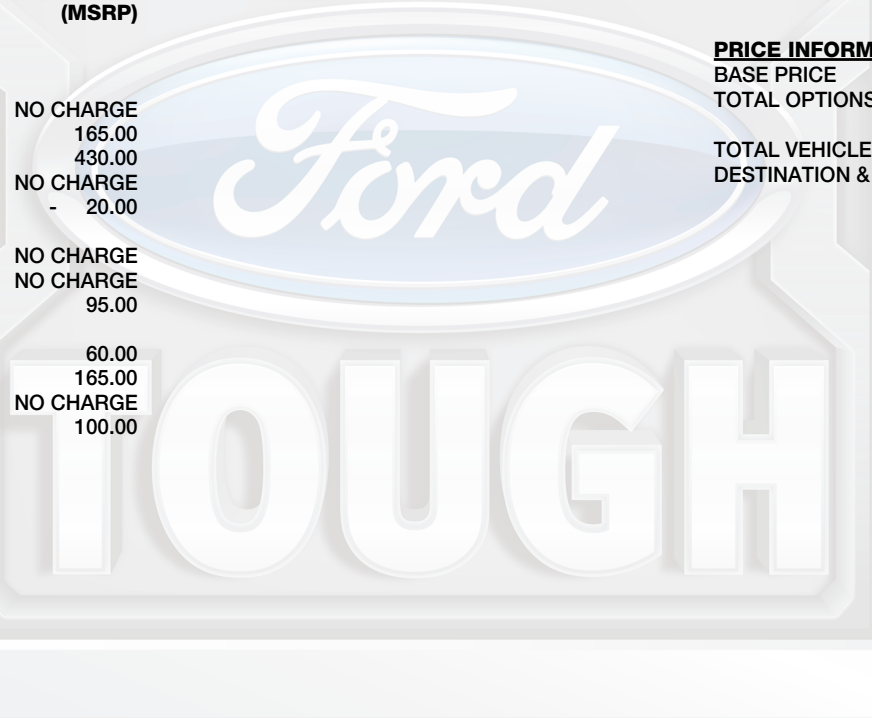 (MSRP)
NO CHARGE
165.00
430.00
NO CHARGE
- 20.00
NO CHARGE
NO CHARGE
95.00
60.00
165.00
NO CHARGE
100.00
PRICE INFORM
BASE PRICE
TOTAL OPTIONS
TOTAL VEHICLE
DESTINATION &
Ford
TOUGH